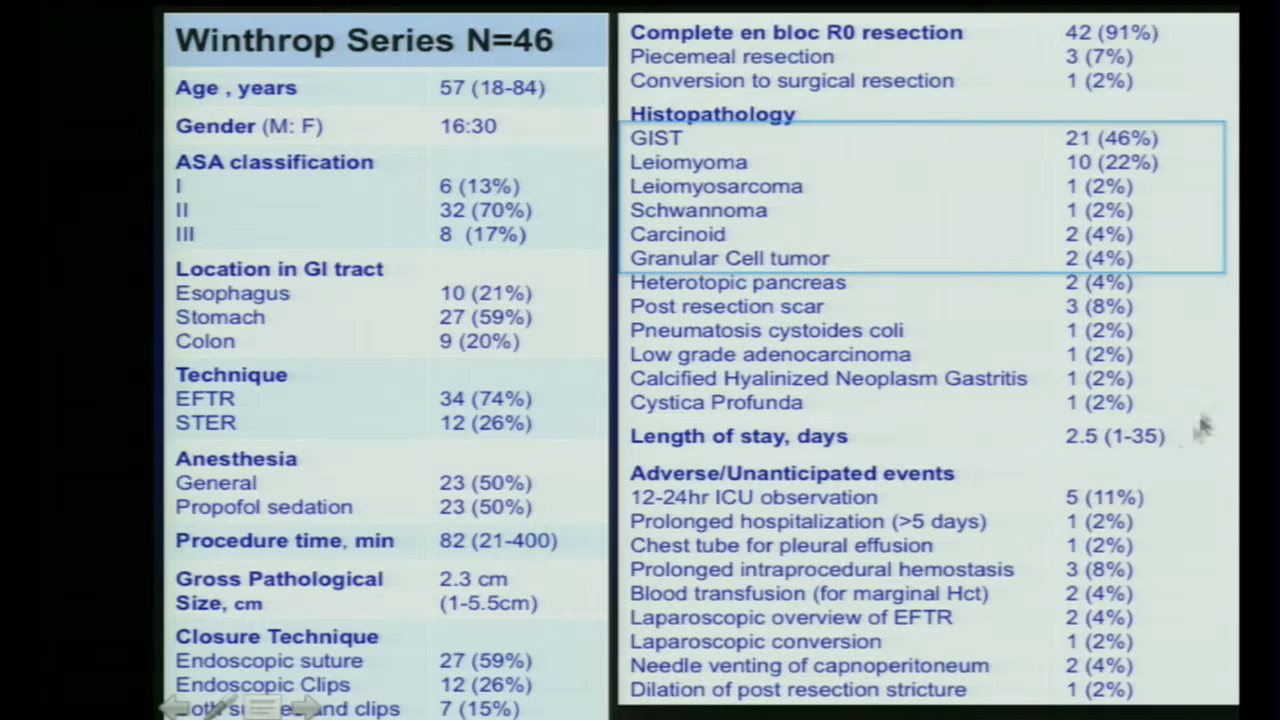 Winthrop Series N=46
Age , years 57 (18-84)
Gender (M: F) 16:30
ASA classification
I 6 (13%)
II 32 (70%)
III 8 (17%)
Location in GI tract
Esophagus 10 (21%)
Stomach 27 (59%)
Colon 9 (20%)
Technique
EFTR 34 (74%)
STER 12 (26%)
Anesthesia
General 23 (50%)
Propofol sedation 23 (50%)
Procedure time, min 82 (21-400)
Gross Pathological 2.3 cm
Size, cm (1-5.5cm)
Closure Technique
Endoscopic suture 27 (59%)
Endoscopic Clips 12 (26%)
and clips 7 (15%)
Complete en bloc R0 resection 42 (91%)
Piecemeal resection 3 (7%)
Conversion to surgical resection 1 (2%)
Histopathology
GIST 21 (46%)
Leiomyoma 10 (22%)
Leiomyosarcoma 1 (2%)
Schwannoma 1 (2%)
Carcinoid 2 (4%)
Granular Cell tumor 2 (4%)
Heterotopic pancreas 2 (4%)
Post resection scar 3 (8%)
Pneumatosis cystoides coli 1 (2%)
Low grade adenocarcinoma 1 (2%)
Calcified Hyalinized Neoplasm Gastritis 1 (2%)
Cystica Profunda 1 (2%)
Length of stay, days 2.5 (1-35)
Adverse/Unanticipated events
12-24hr ICU observation 5 (11%)
Prolonged hospitalization (>5 days) 1 (2%)
Chest tube for pleural effusion 1 (2%)
Prolonged intraprocedural hemostasis 3 (8%)
Blood transfusion (for marginal Hct) 2 (4%)
Laparoscopic overview of EFTR 2 (4%)
Laparoscopic conversion 1 (2%)
Needle venting of capnoperitoneum 2 (4%)
Dilation of post resection stricture 1 (2%)